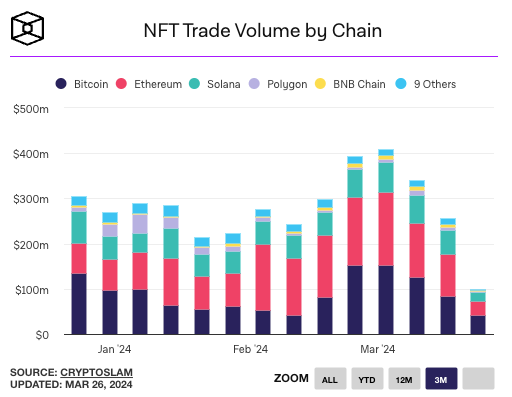 NFT Trade Volume by Chain
Bitcoin Ethereum Solana Polygon BNB Chain 9 Others
$500m
$400m
$300m
$200m
$100m
$0
Jan '24 Feb '24 Mar '24
SOURCE: CRYPTOSLAM
UPDATED: MAR 26, 2024
ZOOM ALL YTD 12M 3M